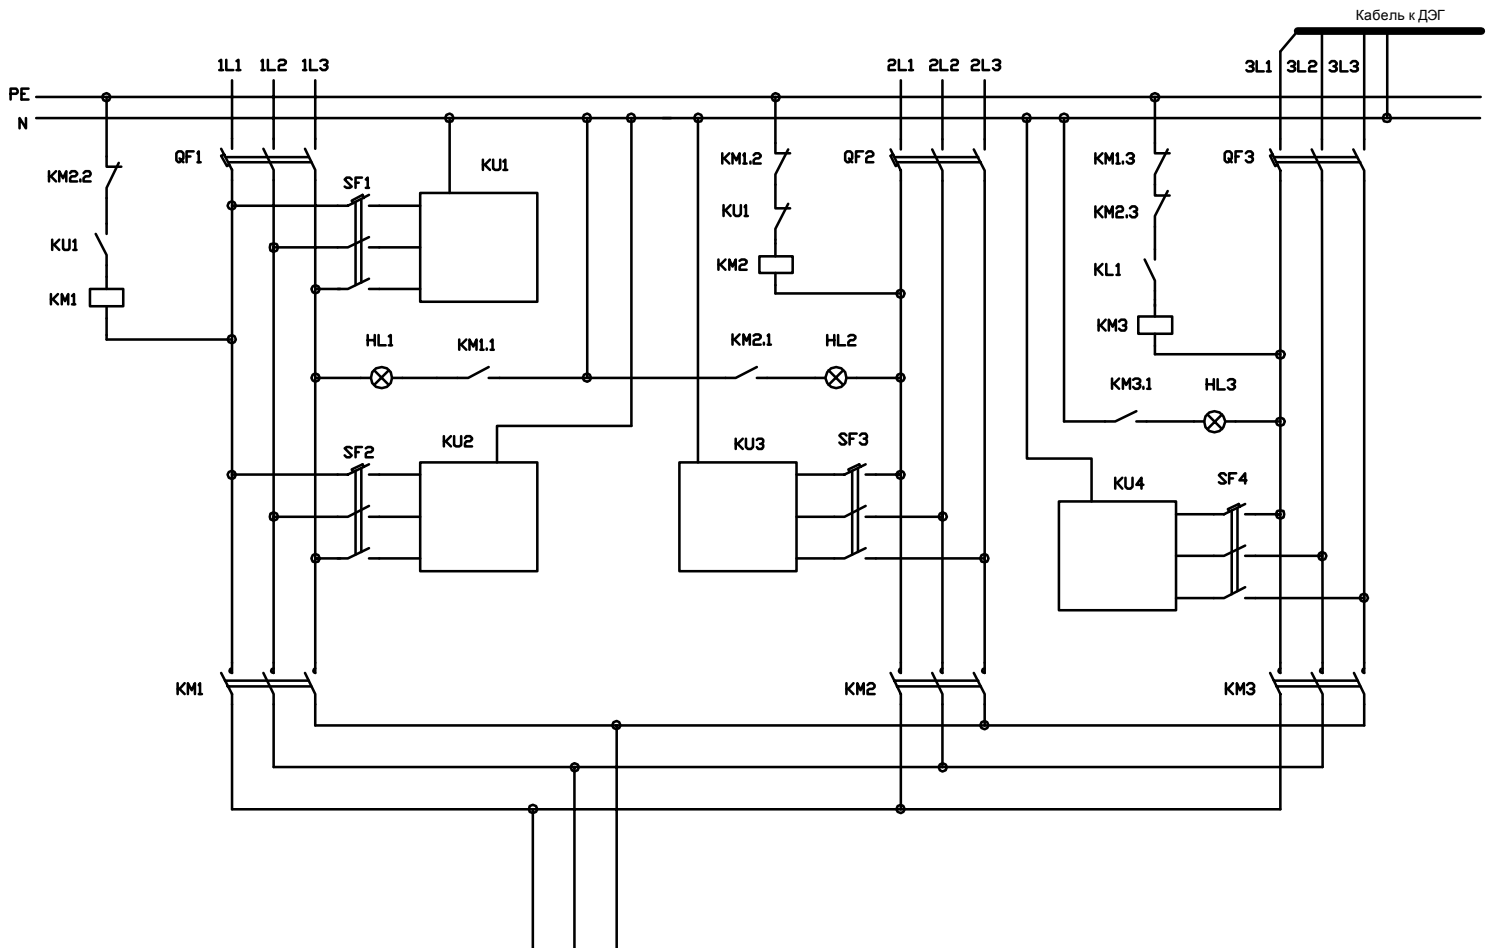 Кабель к ДЭГ
1L1 1L2 1L3
2L1 2L2 2L3
3L1 3L2 3L3
PE
N
QF1
KU1
KM1.2
QF2
KM1.3
QF3
KM2.2
SF1
KU1
KM2.3
KU1
KM2
KL1
KM1
KM3
HL1
KM1.1
KM2.1
HL2
KM3.1
HL3
SF2
KU2
KU3
SF3
KU4
SF4
KM1
KM2
KM3